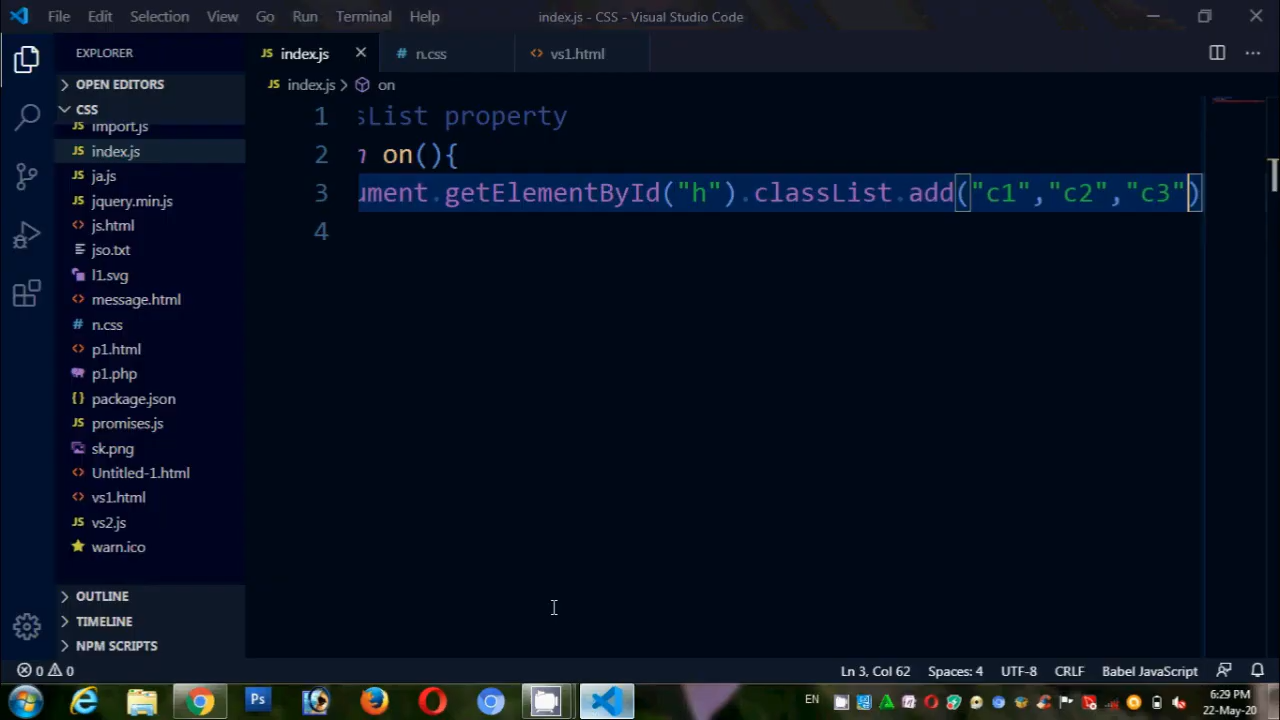 File Edit Selection View Go Run Terminal Help index.js - CSS - Visual Studio Code
EXPLORER
OPEN EDITORS
CSS
import.js
index.js
ja.js
jquery.min.js
js.html
jso.txt
l1.svg
message.html
n.css
p1.html
p1.php
package.json
promises.js
sk.png
Untitled-1.html
vs1.html
vs2.js
warn.ico
OUTLINE
TIMELINE
NPM SCRIPTS
JS index.js # n.css <> vs1.html
JS index.js > on
1 sList property
2 n on(){
3 ument.getElementById("h").classList.add("c1","c2","c3")
4
0 0 Ln 3, Col 62 Spaces: 4 UTF-8 CRLF Babel JavaScript
Ps EN 6:29 PM
22-May-20